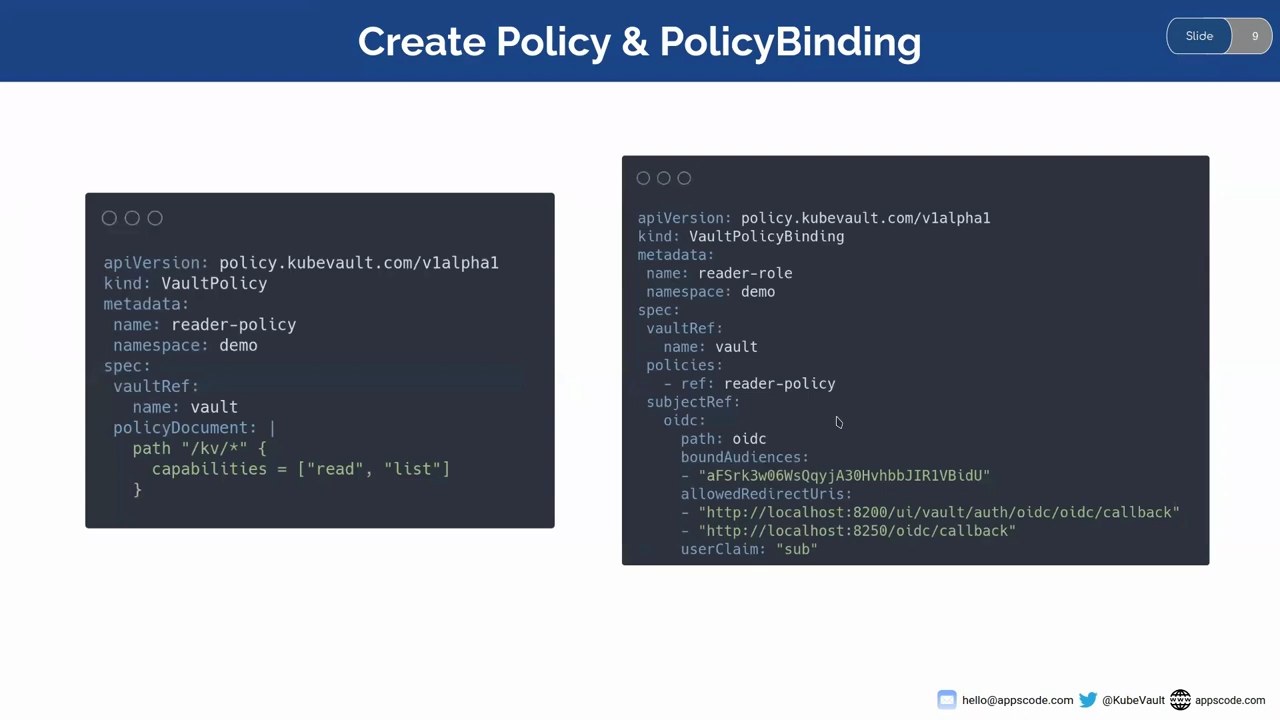 Create Policy & PolicyBinding
Slide 9
apiVersion: policy.kubevault.com/v1alpha1
kind: VaultPolicy
metadata:
 name: reader-policy
 namespace: demo
spec:
 vaultRef:
   name: vault
 policyDocument: |
   path "/kv/*" {
     capabilities = ["read", "list"]
   }
apiVersion: policy.kubevault.com/v1alpha1
kind: VaultPolicyBinding
metadata:
 name: reader-role
 namespace: demo
spec:
 vaultRef:
   name: vault
 policies:
   - ref: reader-policy
 subjectRef:
   oidc:
     path: oidc
     boundAudiences:
     - "aFSrk3w06WsQqyjA30HvhbbJIR1VBidU"
     allowedRedirectUris:
     - "http://localhost:8200/ui/vault/auth/oidc/oidc/callback"
     - "http://localhost:8250/oidc/callback"
     userClaim: "sub"
hello@appscode.com @KubeVault appscode.com